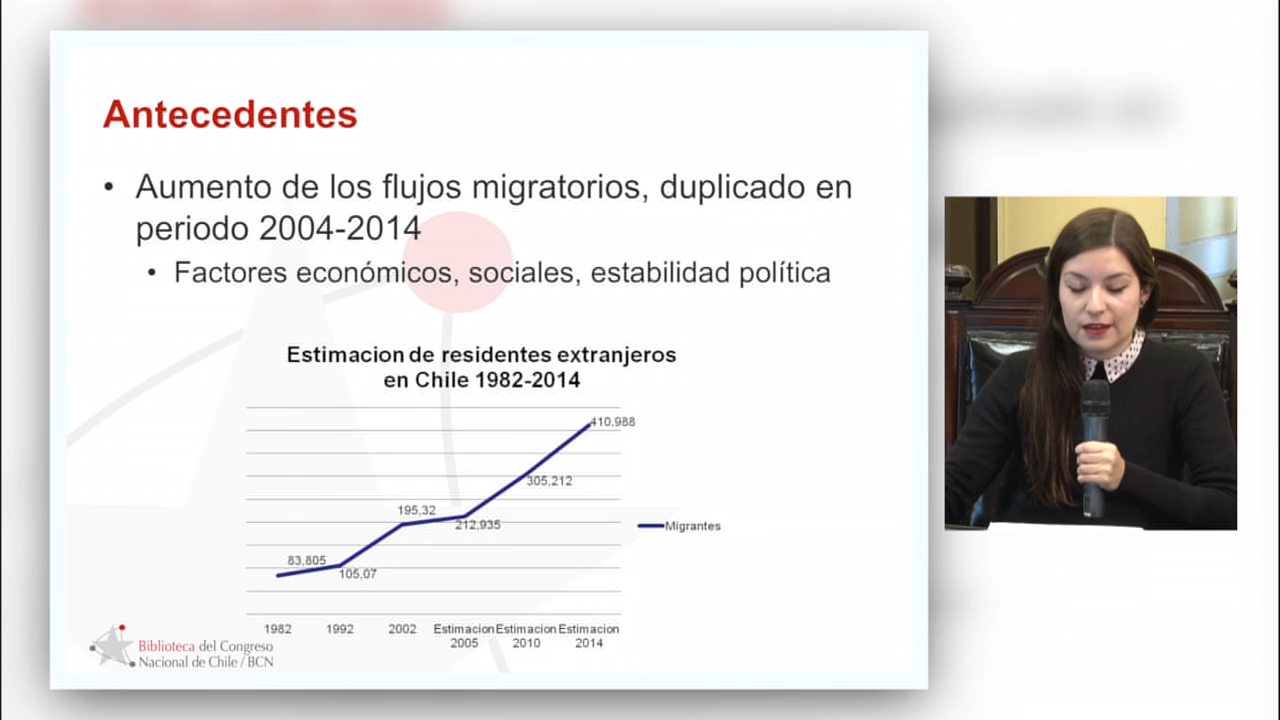 Antecedentes
• Aumento de los flujos migratorios, duplicado en
periodo 2004-2014
• Factores económicos, sociales, estabilidad política
Estimacion de residentes extranjeros
en Chile 1982-2014
410,988
305,212
195,32
212,935
83,805
105,07
Migrantes
1982 1992 2002 Estimacion 2005 Estimacion 2010 Estimacion 2014
Biblioteca del Congreso
Nacional de Chile / BCN